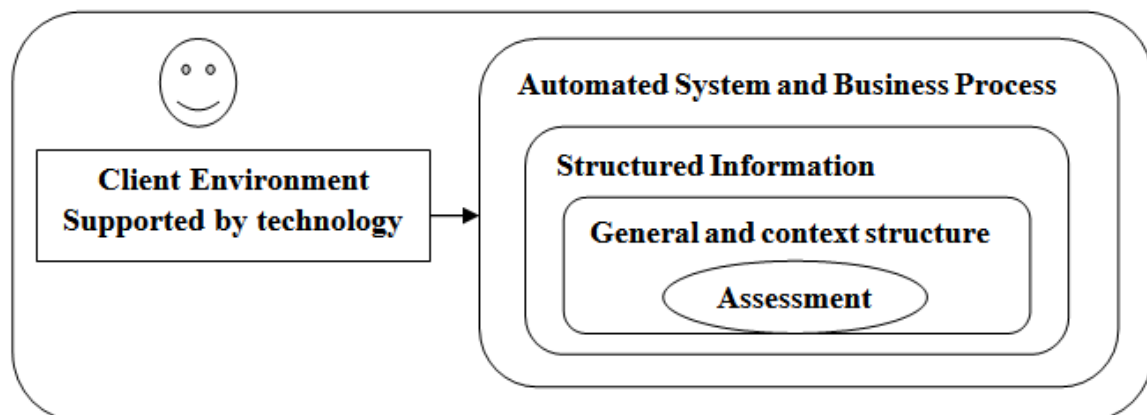 Client Environment
Supported by technology
Automated System and Business Process
Structured Information
General and context structure
Assessment